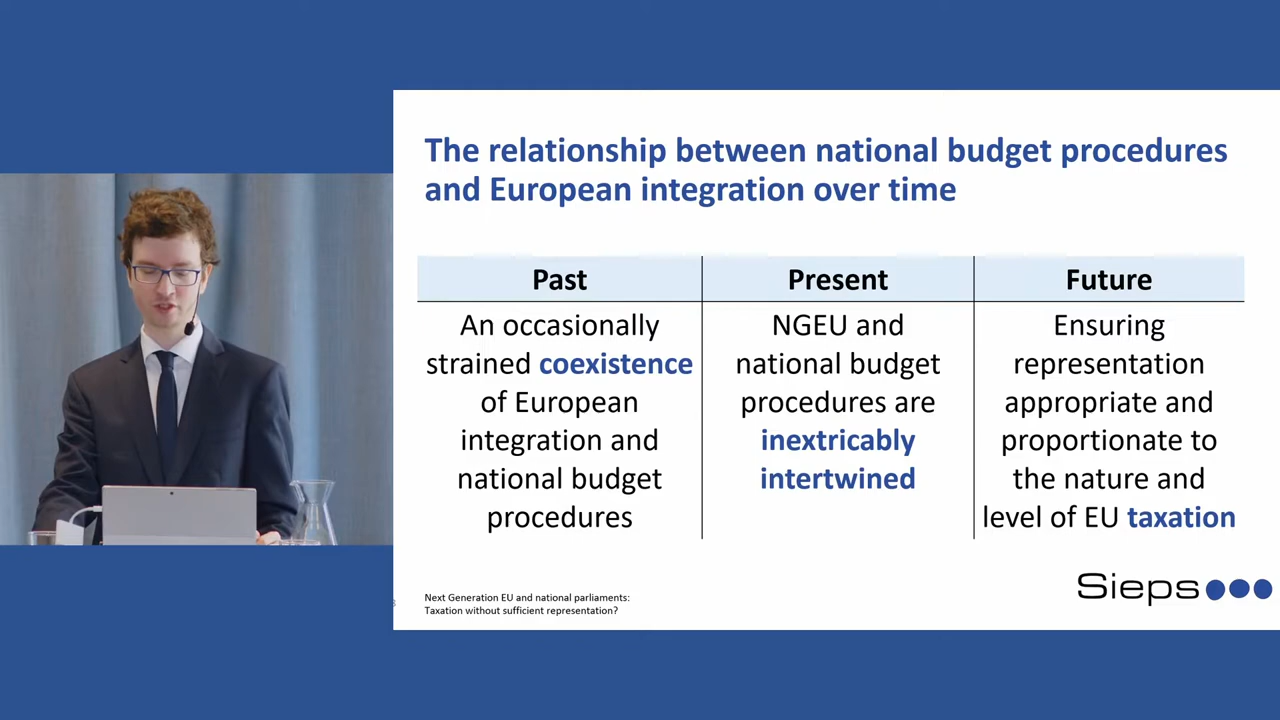 The relationship between national budget procedures
and European integration over time
Past
Present
Future
An occasionally
strained coexistence
of European
integration and
national budget
procedures
NGEU and
national budget
procedures are
inextricably
intertwined
Ensuring
representation
appropriate and
proportionate to
the nature and
level of EU taxation
Next Generation EU and national parliaments:
Taxation without sufficient representation?
Sieps